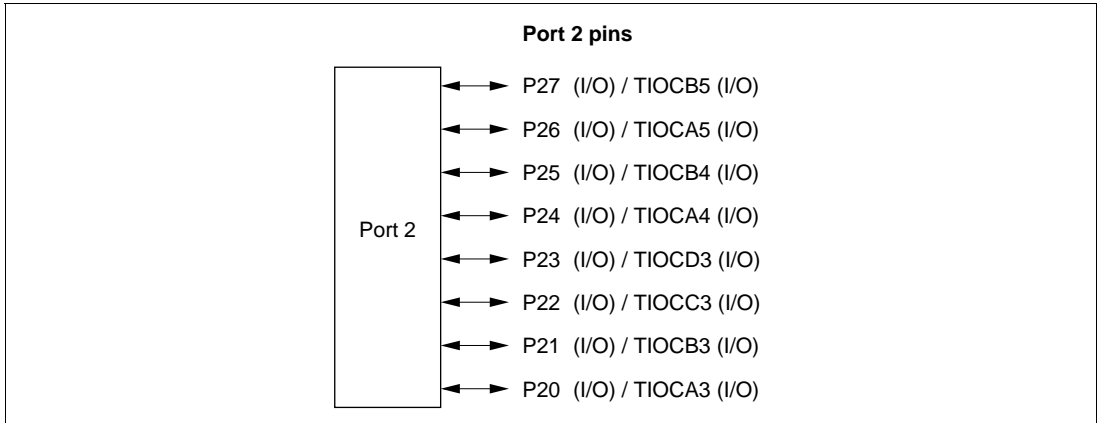 Port 2 pins
P27 (I/O) / TIOCB5 (I/O)
P26 (I/O) / TIOCA5 (I/O)
P25 (I/O) / TIOCB4 (I/O)
P24 (I/O) / TIOCA4 (I/O)
Port 2
P23 (I/O) / TIOCD3 (I/O)
P22 (I/O) / TIOCC3 (I/O)
P21 (I/O) / TIOCB3 (I/O)
P20 (I/O) / TIOCA3 (I/O)